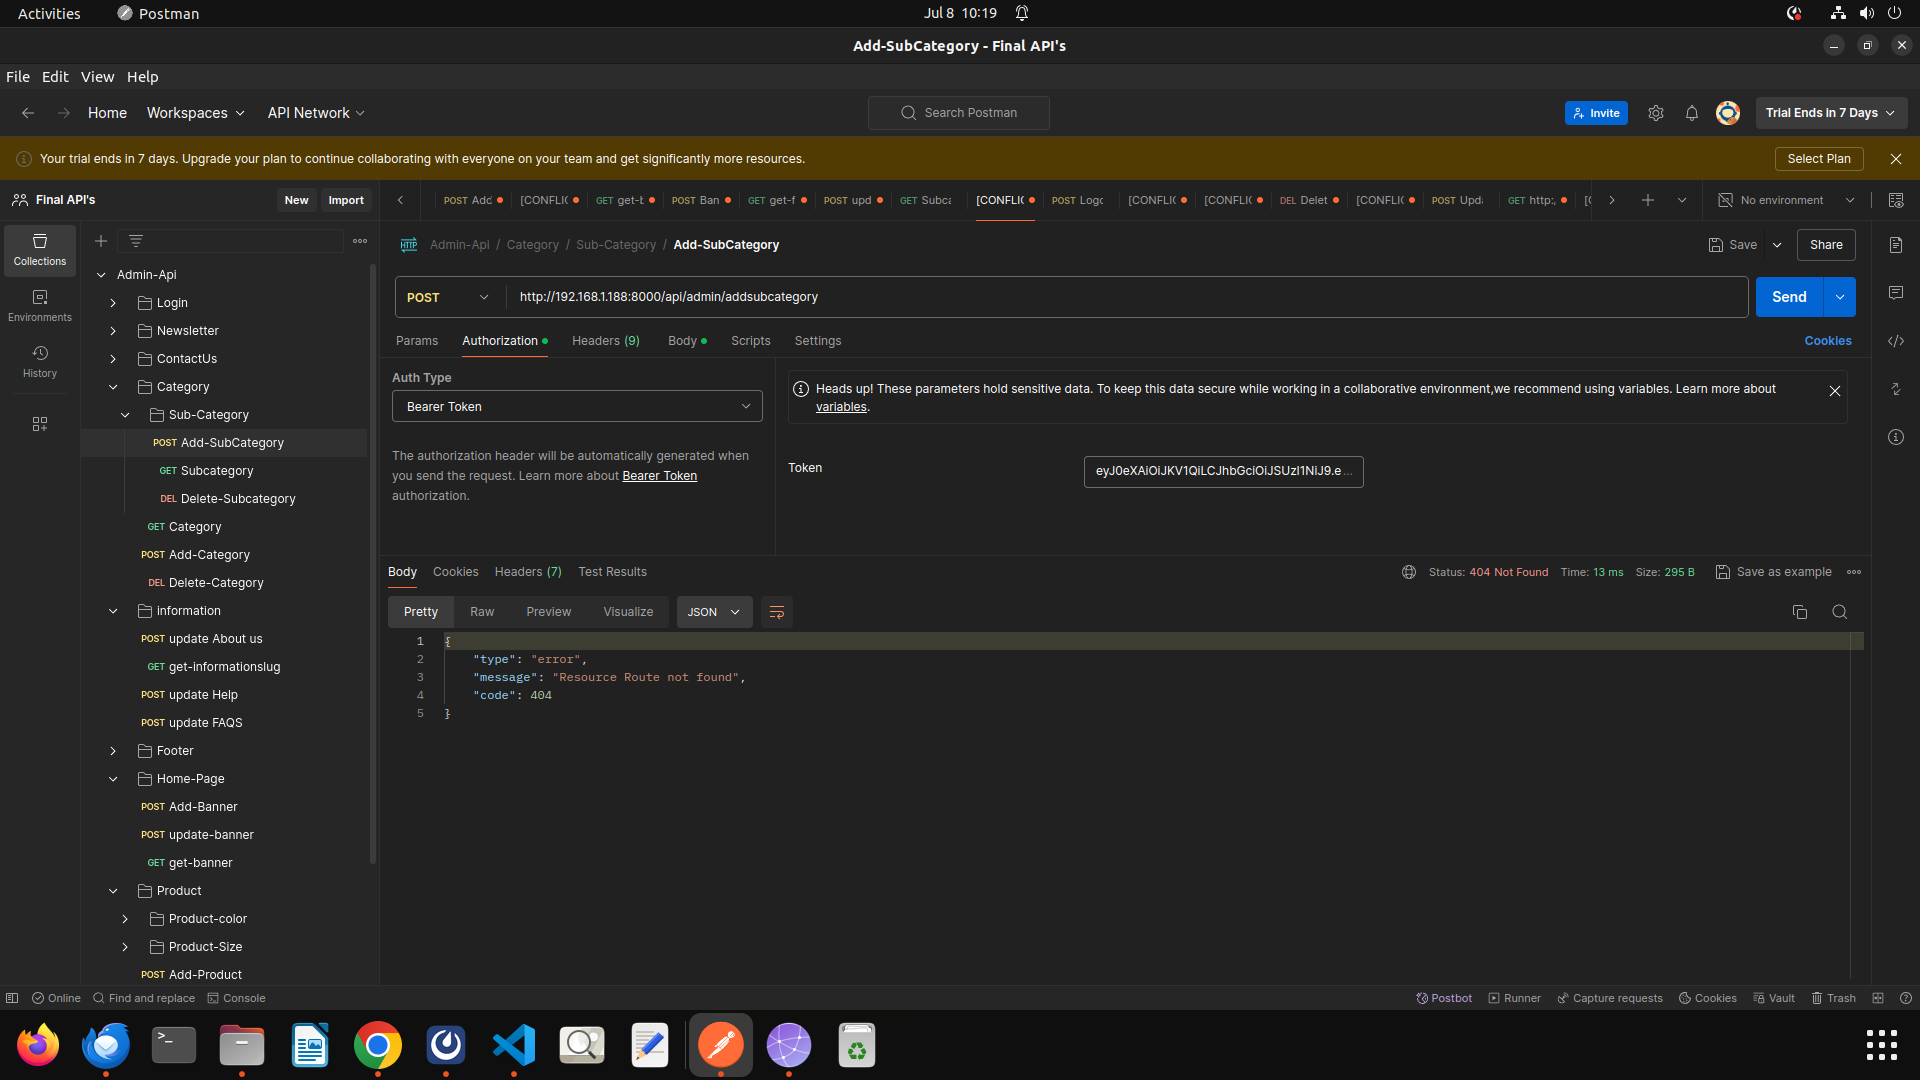 Activities Postman Jul 8 10:19
Add-SubCategory - Final API's
File Edit View Help
Home Workspaces API Network Search Postman Invite Trial Ends in 7 Days
Your trial ends in 7 days. Upgrade your plan to continue collaborating with everyone on your team and get significantly more resources. Select Plan
Final API's New Import POST Add [CONFLIC GET get-b POST Ban GET get-f POST upd GET Subca [CONFLIC POST Logo [CONFLIC [CONFLIC DEL Delet [CONFLIC POST Upda GET http:/ No environment
Collections
Environments
History
Admin-Api
Login
Newsletter
ContactUs
Category
Sub-Category
POST Add-SubCategory
GET Subcategory
DEL Delete-Subcategory
GET Category
POST Add-Category
DEL Delete-Category
information
POST update About us
GET get-informationslug
POST update Help
POST update FAQS
Footer
Home-Page
POST Add-Banner
POST update-banner
GET get-banner
Product
Product-color
Product-Size
POST Add-Product
HTTP Admin-Api / Category / Sub-Category / Add-SubCategory Save Share
POST http://192.168.1.188:8000/api/admin/addsubcategory Send
Params Authorization Headers (9) Body Scripts Settings Cookies
Auth Type
Bearer Token
The authorization header will be automatically generated when
you send the request. Learn more about Bearer Token
authorization.
Heads up! These parameters hold sensitive data. To keep this data secure while working in a collaborative environment,we recommend using variables. Learn more about
variables.
Token eyJ0eXAiOiJKV1QiLCJhbGciOiJSUzI1NiJ9.e...
Body Cookies Headers (7) Test Results Status: 404 Not Found Time: 13 ms Size: 295 B Save as example
Pretty Raw Preview Visualize JSON
1 {
2 "type": "error",
3 "message": "Resource Route not found",
4 "code": 404
5 }
Online Find and replace Console Postbot Runner Capture requests Cookies Vault Trash